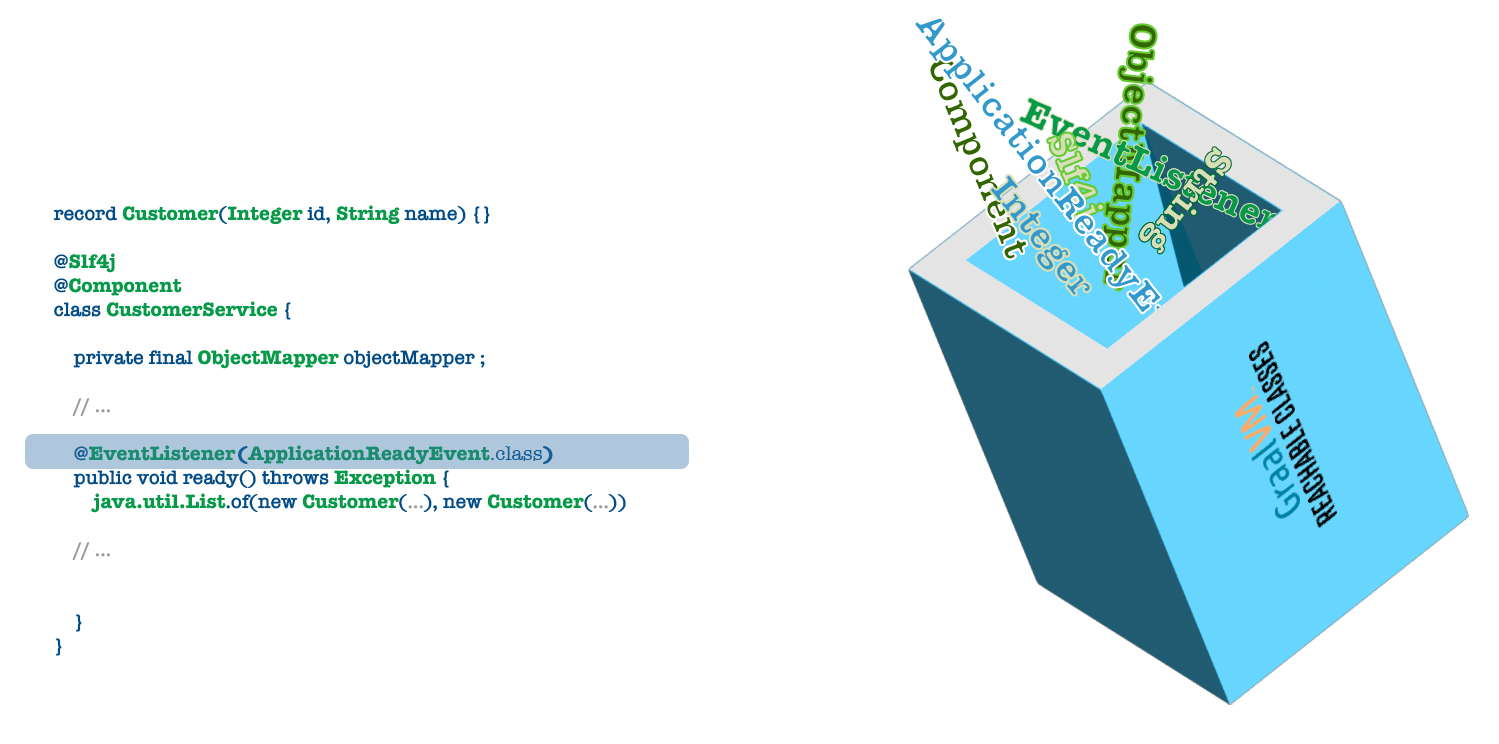 record Customer(Integer id, String name) {}
@Slf4j
@Component
class CustomerService {
private final ObjectMapper objectMapper ;
// ...
@EventListener(ApplicationReadyEvent.class)
public void ready() throws Exception {
java.util.List.of(new Customer(...), new Customer(...))
// ...
}
}
ApplicationReadyE
Component
Integer
Slf4j
EventListener
String
GraalVM
REACHABLE CLASSES